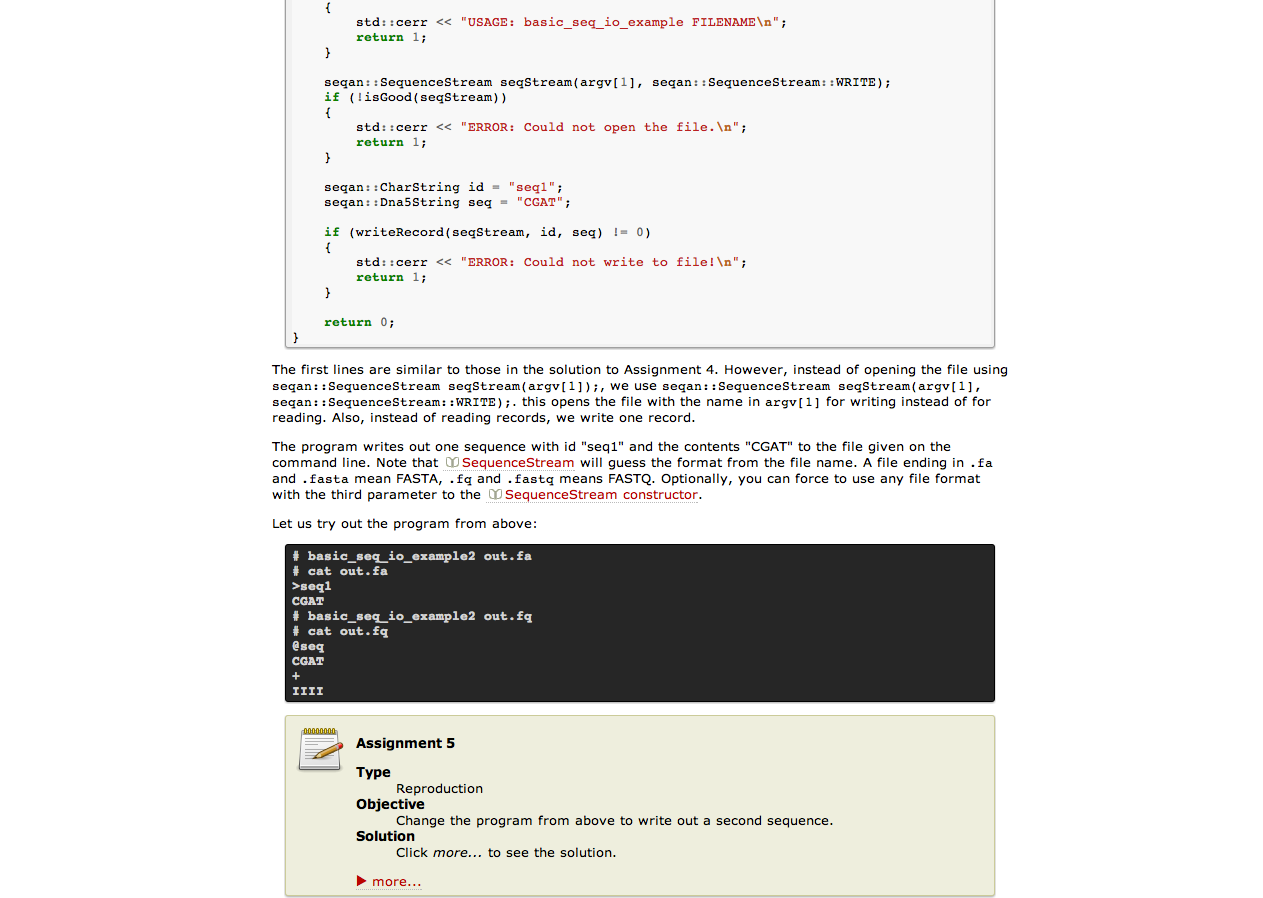 {
std::cerr << "USAGE: basic_seq_io_example FILENAME\n";
return 1;
}
seqan::SequenceStream seqStream(argv[1], seqan::SequenceStream::WRITE);
if (!isGood(seqStream))
{
std::cerr << "ERROR: Could not open the file.\n";
return 1;
}
seqan::CharString id = "seq1";
seqan::Dna5String seq = "CGAT";
if (writeRecord(seqStream, id, seq) != 0)
{
std::cerr << "ERROR: Could not write to file!\n";
return 1;
}
return 0;
}
The first lines are similar to those in the solution to Assignment 4. However, instead of opening the file using
seqan::SequenceStream seqStream(argv[1]);, we use seqan::SequenceStream seqStream(argv[1],
seqan::SequenceStream::WRITE);. this opens the file with the name in argv[1] for writing instead of for
reading. Also, instead of reading records, we write one record.
The program writes out one sequence with id "seq1" and the contents "CGAT" to the file given on the
command line. Note that SequenceStream will guess the format from the file name. A file ending in .fa
and .fasta mean FASTA, .fq and .fastq means FASTQ. Optionally, you can force to use any file format
with the third parameter to the SequenceStream constructor.
Let us try out the program from above:
# basic_seq_io_example2 out.fa
# cat out.fa
>seq1
CGAT
# basic_seq_io_example2 out.fq
# cat out.fq
@seq
CGAT
+
IIII
Assignment 5
Type
Reproduction
Objective
Change the program from above to write out a second sequence.
Solution
Click more... to see the solution.
more...